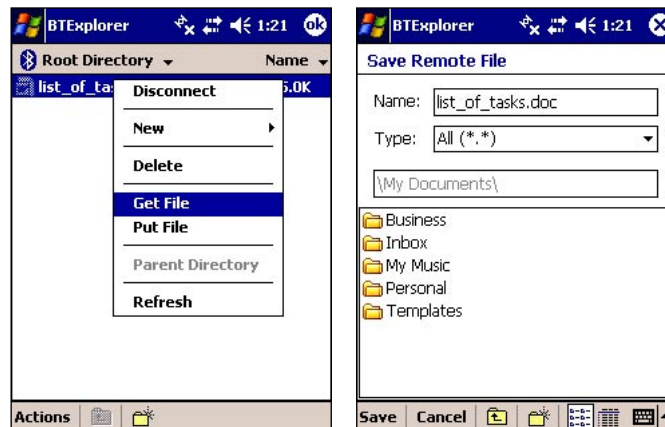 BTExplorer 1:21 ok
Root Directory Name
list_of_ta 5.0K
Disconnect
New
Delete
Get File
Put File
Parent Directory
Refresh
Actions
BTExplorer 1:21
Save Remote File
Name: list_of_tasks.doc
Type: All (*.*)
\My Documents\
Business
Inbox
My Music
Personal
Templates
Save Cancel